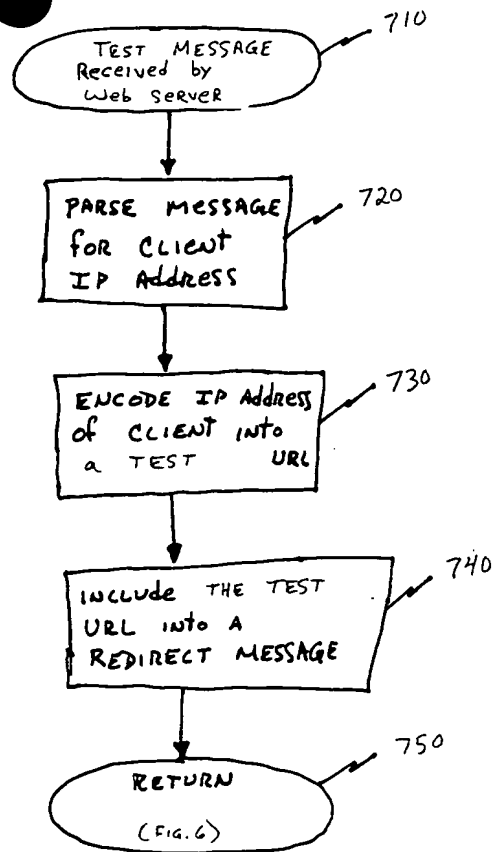 710
TEST MESSAGE
Received by
Web Server
720
PARSE MESSAGE
for CLIENT
IP Address
730
ENCODE IP Address
of CLIENT INTO
a TEST URL
740
INCLUDE THE TEST
URL INTO A
REDIRECT MESSAGE
750
RETURN
(FIG. 6)